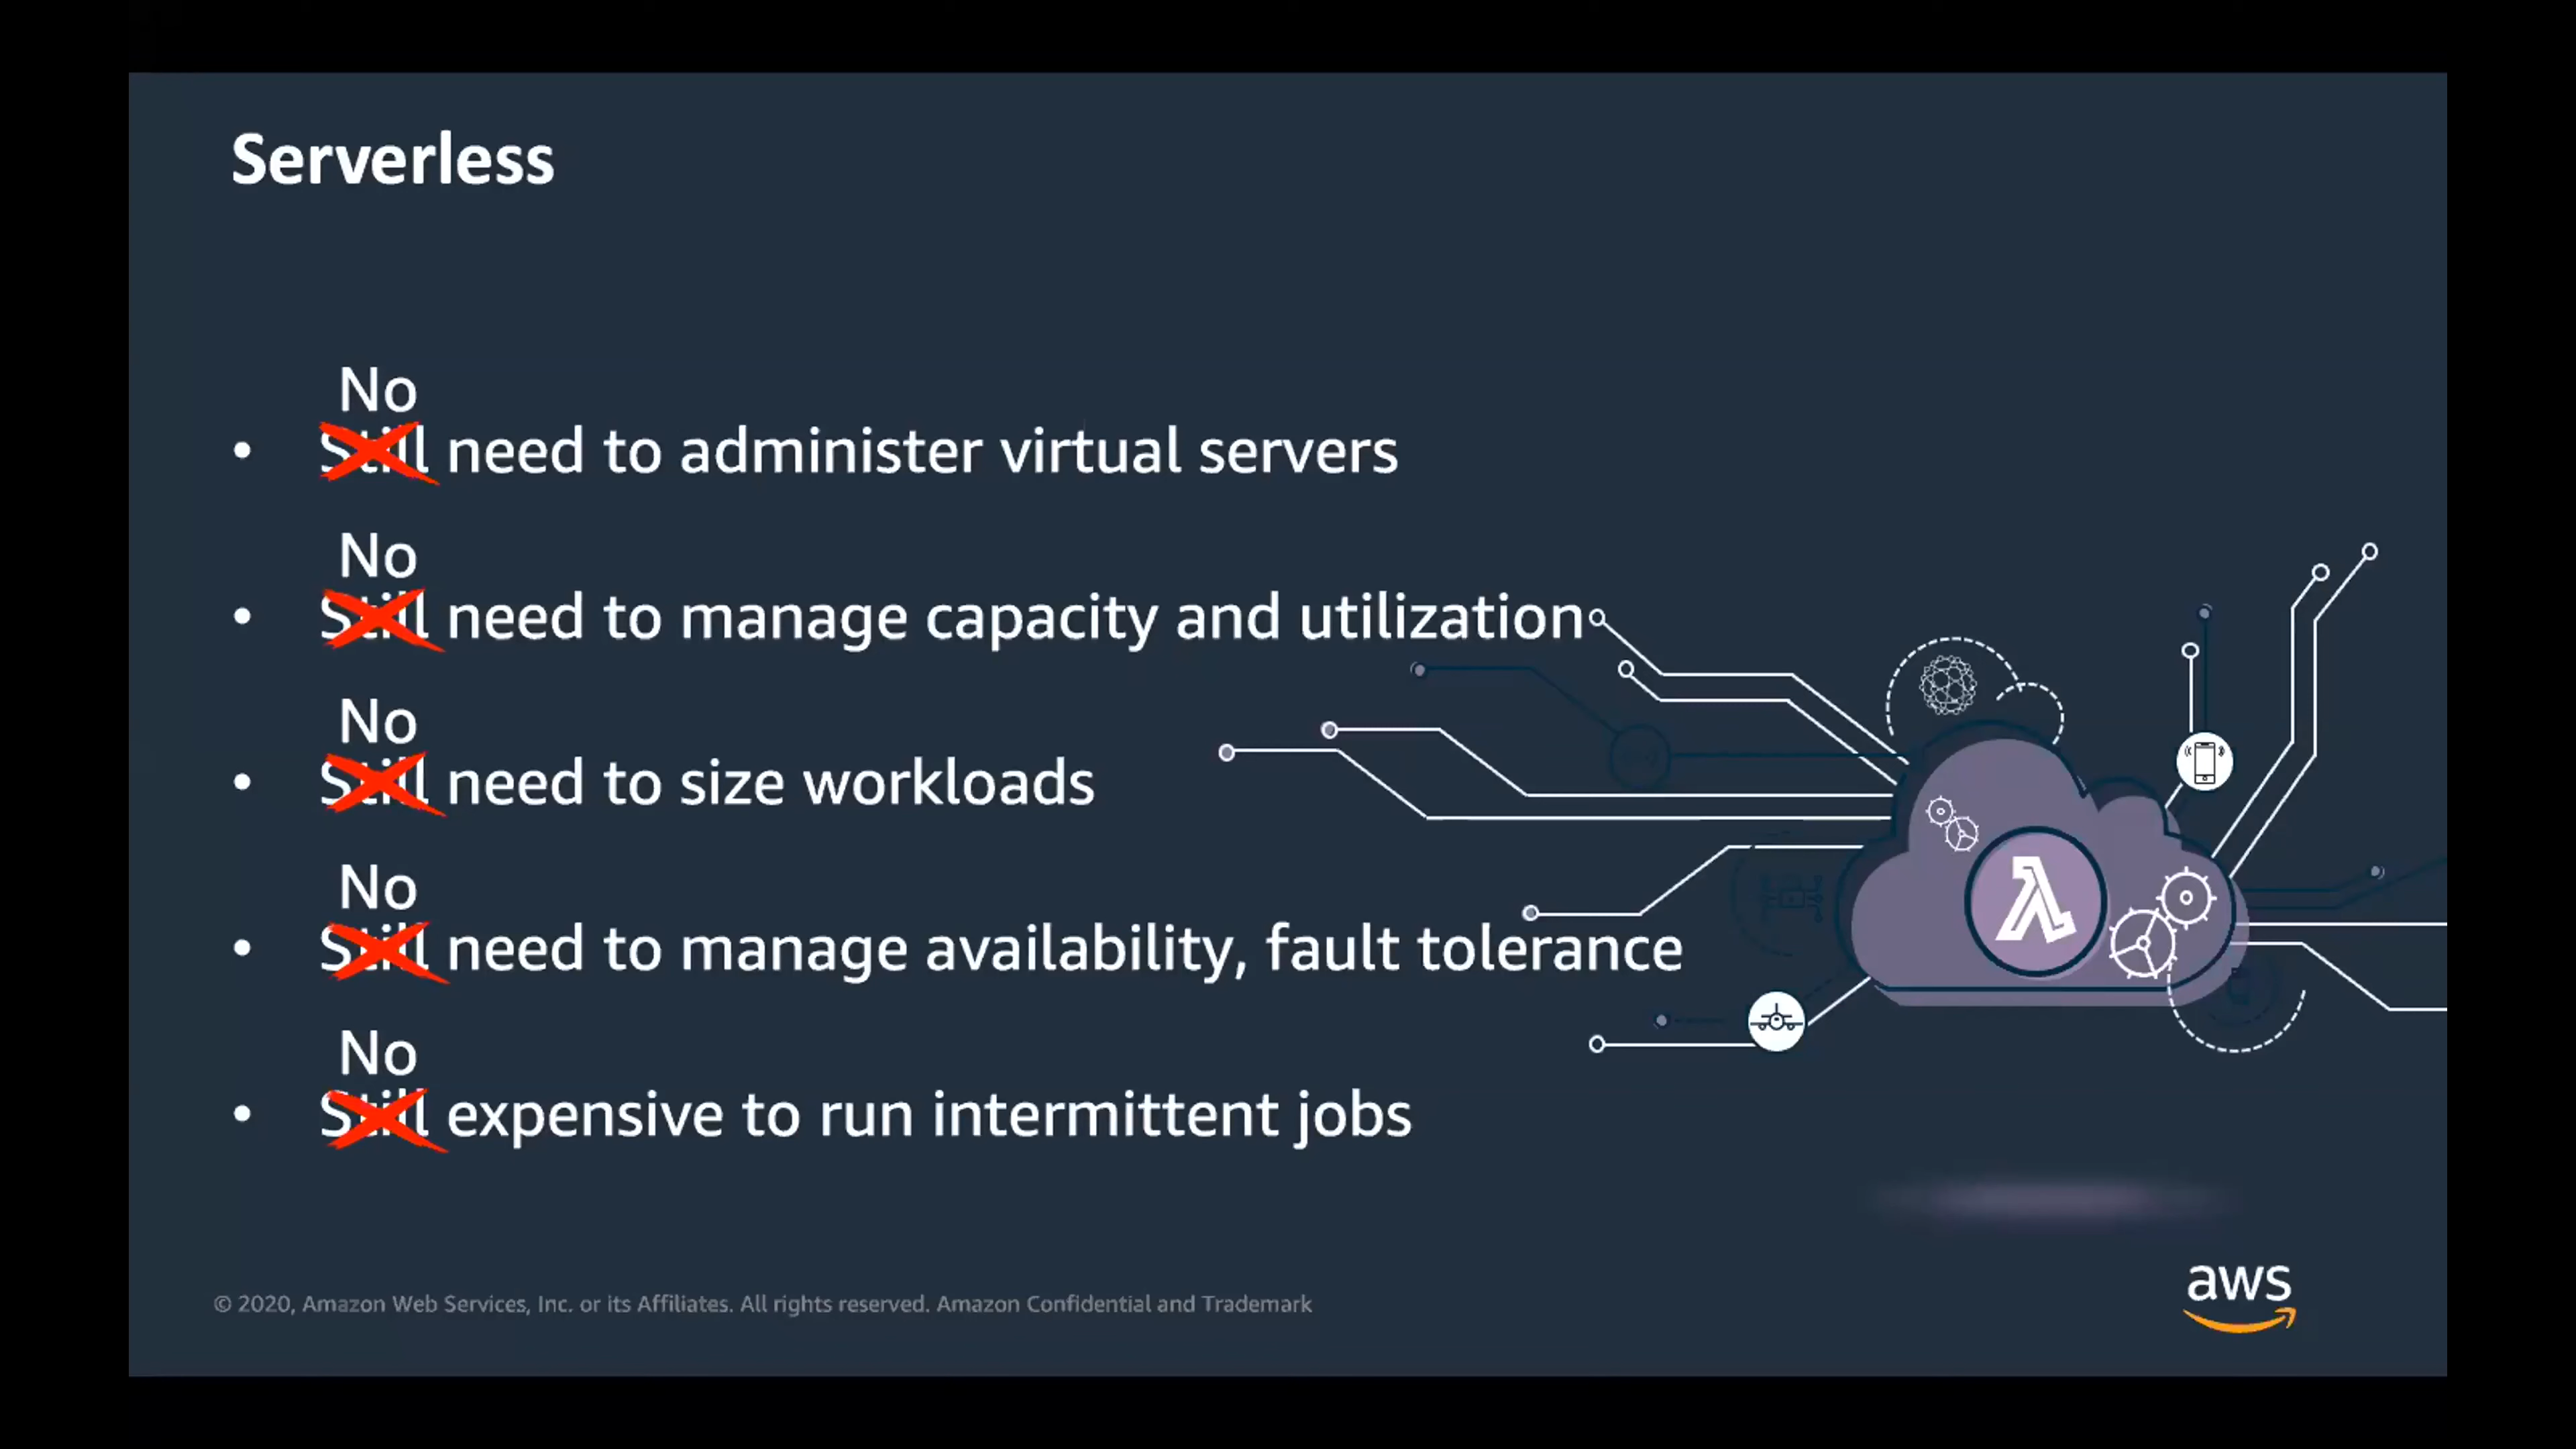 Serverless
No
• Still need to administer virtual servers
No
• Still need to manage capacity and utilization
No
• Still need to size workloads
No
• Still need to manage availability, fault tolerance
No
• Still expensive to run intermittent jobs
© 2020, Amazon Web Services, Inc. or its Affiliates. All rights reserved. Amazon Confidential and Trademark
aws